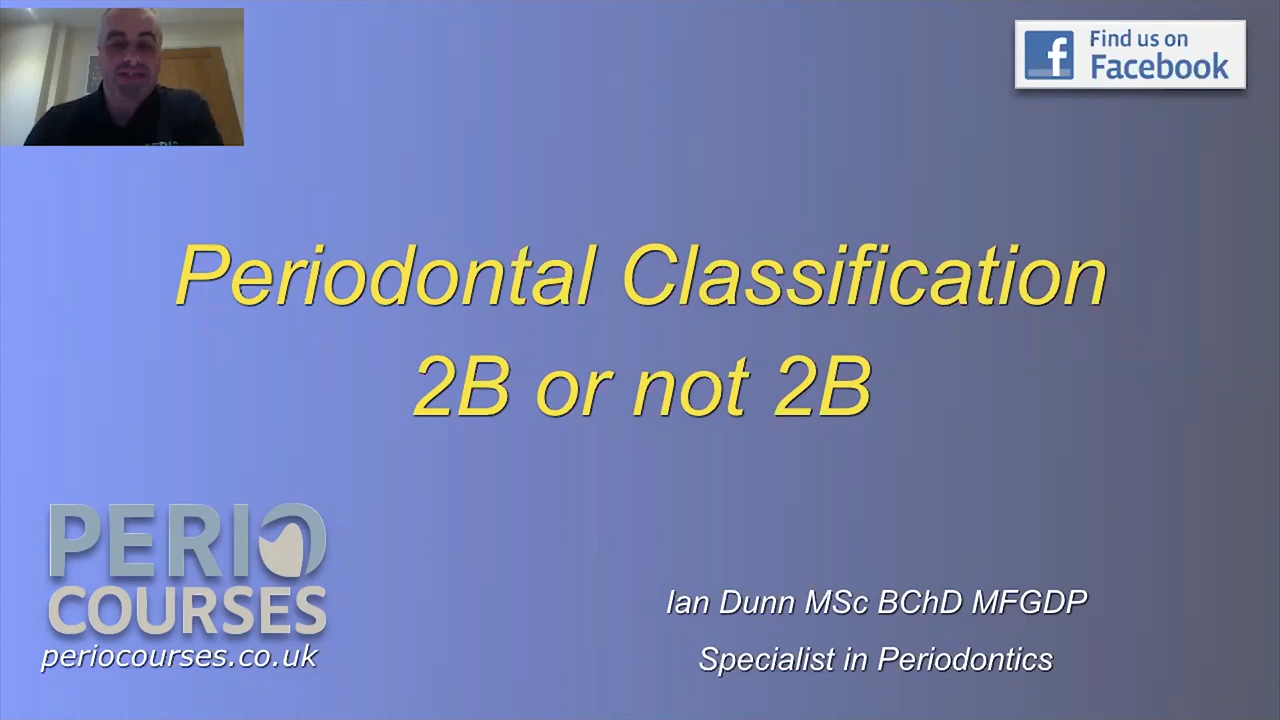 Find us on
Facebook
Periodontal Classification
2B or not 2B
PERIO
COURSES
periocourses.co.uk
Ian Dunn MSc BChD MFGDP
Specialist in Periodontics